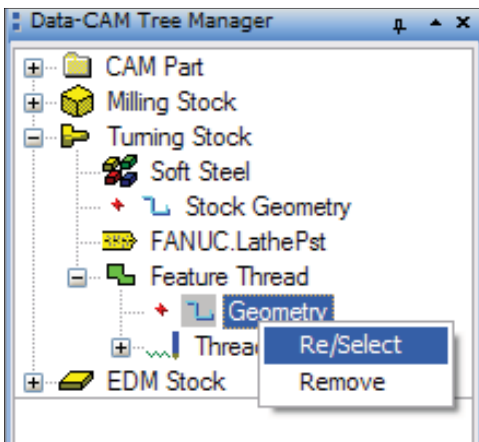 Data-CAM Tree Manager
CAM Part
Milling Stock
Turning Stock
Soft Steel
Stock Geometry
FANUC.LathePst
Feature Thread
Geometry
Re/Select
Threa
Remove
EDM Stock